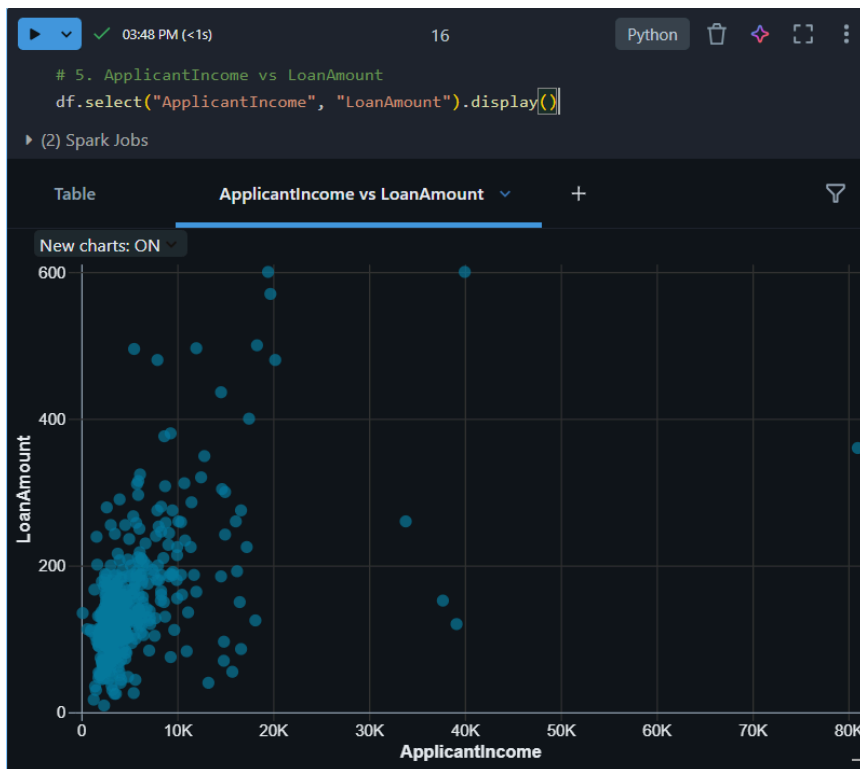 03:48 PM (<1s)
16
Python
# 5. ApplicantIncome vs LoanAmount
df.select("ApplicantIncome", "LoanAmount").display()
(2) Spark Jobs
Table
ApplicantIncome vs LoanAmount
+
New charts: ON
600
400
200
0
LoanAmount
0 10K 20K 30K 40K 50K 60K 70K 80K
ApplicantIncome